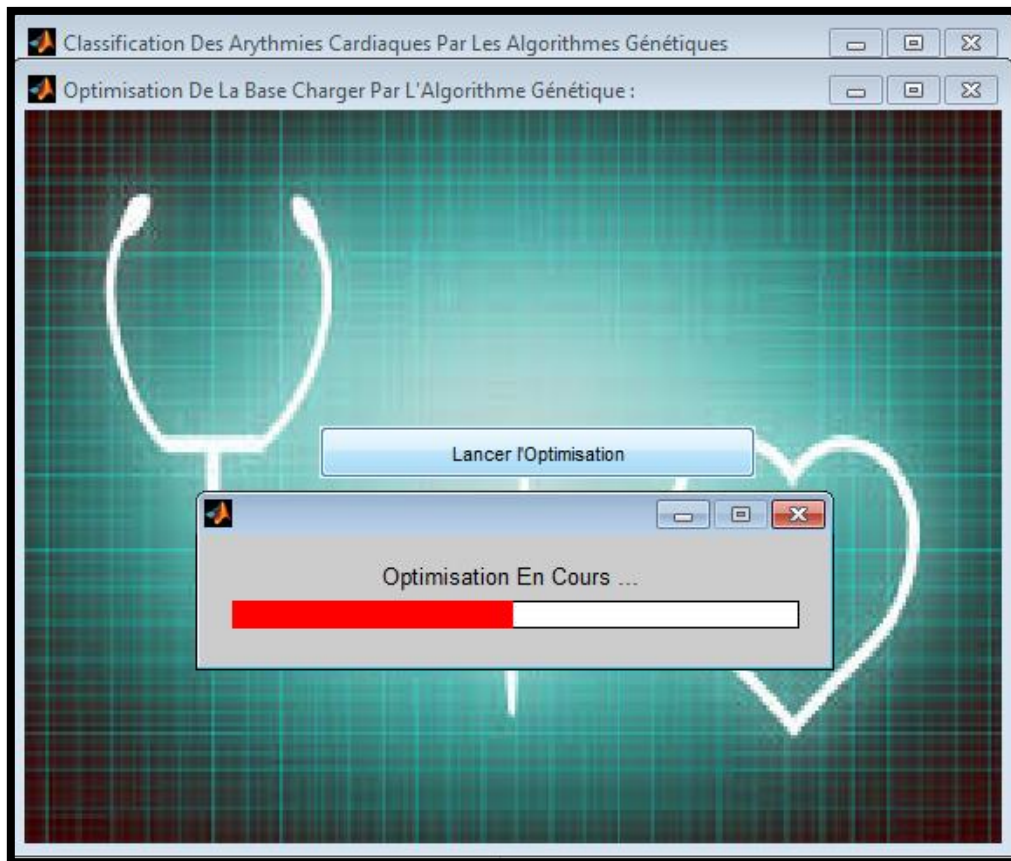 Classification Des Arythmies Cardiaques Par Les Algorithmes Génétiques
Optimisation De La Base Charger Par L'Algorithme Génétique :
Lancer l'Optimisation
Optimisation En Cours ...